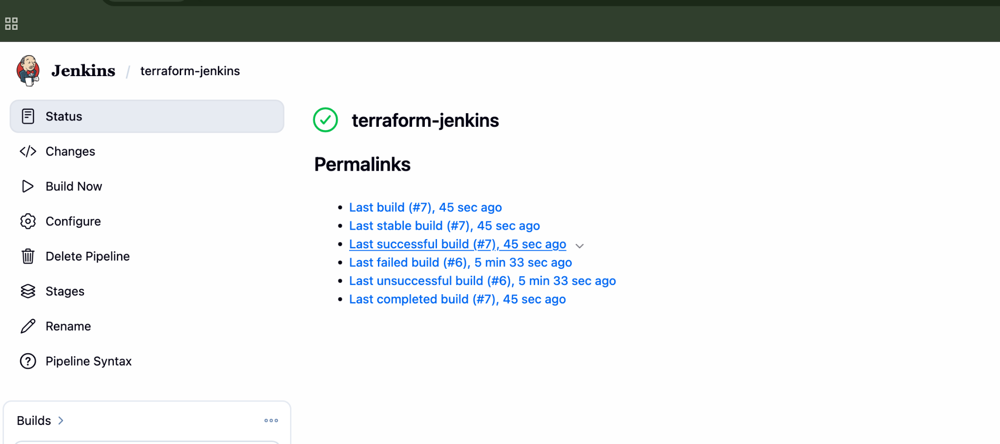 Jenkins / terraform-jenkins
Status
Changes
Build Now
Configure
Delete Pipeline
Stages
Rename
Pipeline Syntax
Builds
terraform-jenkins
Permalinks
Last build (#7), 45 sec ago
Last stable build (#7), 45 sec ago
Last successful build (#7), 45 sec ago
Last failed build (#6), 5 min 33 sec ago
Last unsuccessful build (#6), 5 min 33 sec ago
Last completed build (#7), 45 sec ago